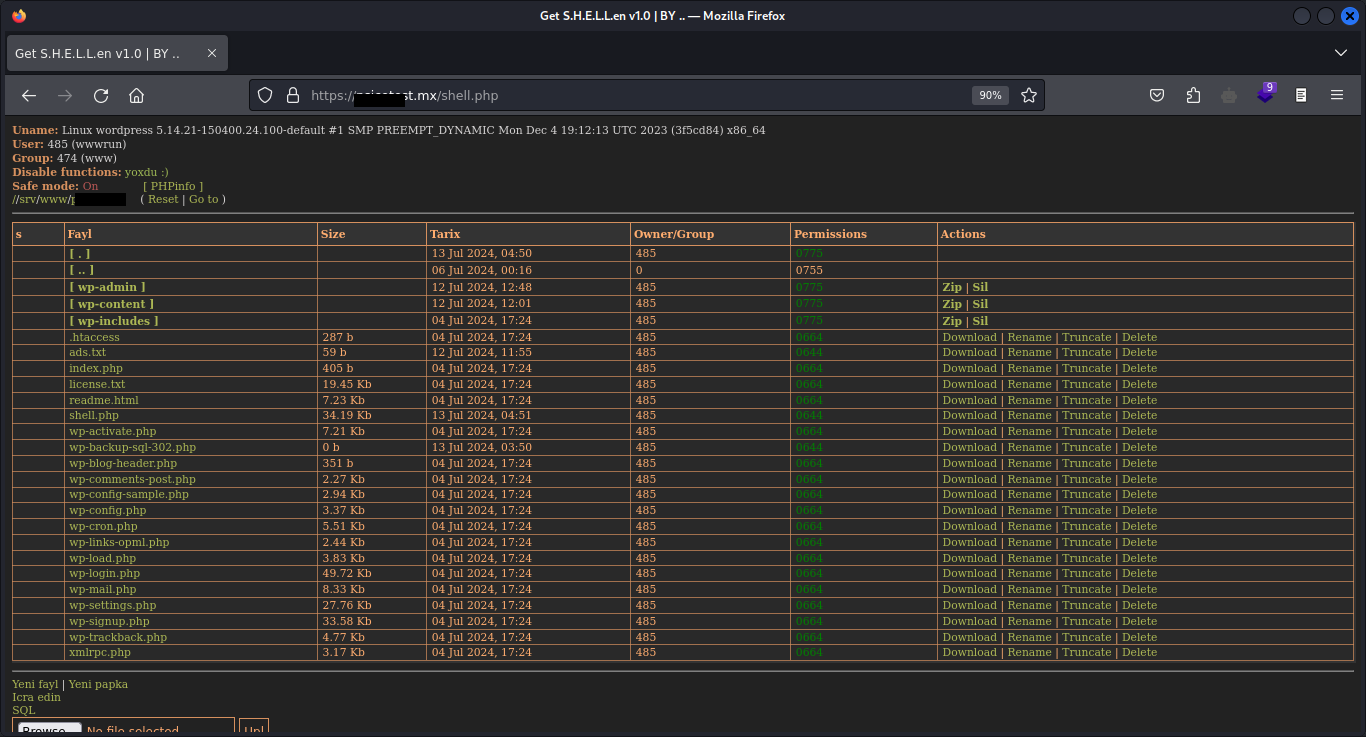 Get S.H.E.L.L.en v1.0 | BY .. — Mozilla Firefox
Get S.H.E.L.L.en v1.0 | BY ..
https:// .mx/shell.php 90% 9
Uname: Linux wordpress 5.14.21-150400.24.100-default #1 SMP PREEMPT_DYNAMIC Mon Dec 4 19:12:13 UTC 2023 (3f5cd84) x86_64
User: 485 (wwwrun)
Group: 474 (www)
Disable functions: yoxdu :)
Safe mode: On [ PHPinfo ]
//srv/www/ ( Reset | Go to )
s Fayl Size Tarix Owner/Group Permissions Actions
[ . ] 13 Jul 2024, 04:50 485 0775
[ .. ] 06 Jul 2024, 00:16 0 0755
[ wp-admin ] 12 Jul 2024, 12:48 485 0775 Zip | Sil
[ wp-content ] 12 Jul 2024, 12:01 485 0775 Zip | Sil
[ wp-includes ] 04 Jul 2024, 17:24 485 0775 Zip | Sil
.htaccess 287 b 04 Jul 2024, 17:24 485 0664 Download | Rename | Truncate | Delete
ads.txt 59 b 12 Jul 2024, 11:55 485 0644 Download | Rename | Truncate | Delete
index.php 405 b 04 Jul 2024, 17:24 485 0664 Download | Rename | Truncate | Delete
license.txt 19.45 Kb 04 Jul 2024, 17:24 485 0664 Download | Rename | Truncate | Delete
readme.html 7.23 Kb 04 Jul 2024, 17:24 485 0664 Download | Rename | Truncate | Delete
shell.php 34.19 Kb 13 Jul 2024, 04:51 485 0644 Download | Rename | Truncate | Delete
wp-activate.php 7.21 Kb 04 Jul 2024, 17:24 485 0664 Download | Rename | Truncate | Delete
wp-backup-sql-302.php 0 b 13 Jul 2024, 03:50 485 0644 Download | Rename | Truncate | Delete
wp-blog-header.php 351 b 04 Jul 2024, 17:24 485 0664 Download | Rename | Truncate | Delete
wp-comments-post.php 2.27 Kb 04 Jul 2024, 17:24 485 0664 Download | Rename | Truncate | Delete
wp-config-sample.php 2.94 Kb 04 Jul 2024, 17:24 485 0664 Download | Rename | Truncate | Delete
wp-config.php 3.37 Kb 04 Jul 2024, 17:24 485 0664 Download | Rename | Truncate | Delete
wp-cron.php 5.51 Kb 04 Jul 2024, 17:24 485 0664 Download | Rename | Truncate | Delete
wp-links-opml.php 2.44 Kb 04 Jul 2024, 17:24 485 0664 Download | Rename | Truncate | Delete
wp-load.php 3.83 Kb 04 Jul 2024, 17:24 485 0664 Download | Rename | Truncate | Delete
wp-login.php 49.72 Kb 04 Jul 2024, 17:24 485 0664 Download | Rename | Truncate | Delete
wp-mail.php 8.33 Kb 04 Jul 2024, 17:24 485 0664 Download | Rename | Truncate | Delete
wp-settings.php 27.76 Kb 04 Jul 2024, 17:24 485 0664 Download | Rename | Truncate | Delete
wp-signup.php 33.58 Kb 04 Jul 2024, 17:24 485 0664 Download | Rename | Truncate | Delete
wp-trackback.php 4.77 Kb 04 Jul 2024, 17:24 485 0664 Download | Rename | Truncate | Delete
xmlrpc.php 3.17 Kb 04 Jul 2024, 17:24 485 0664 Download | Rename | Truncate | Delete
Yeni fayl | Yeni papka
Icra edin
SQL
Browse... No file selected. Upl